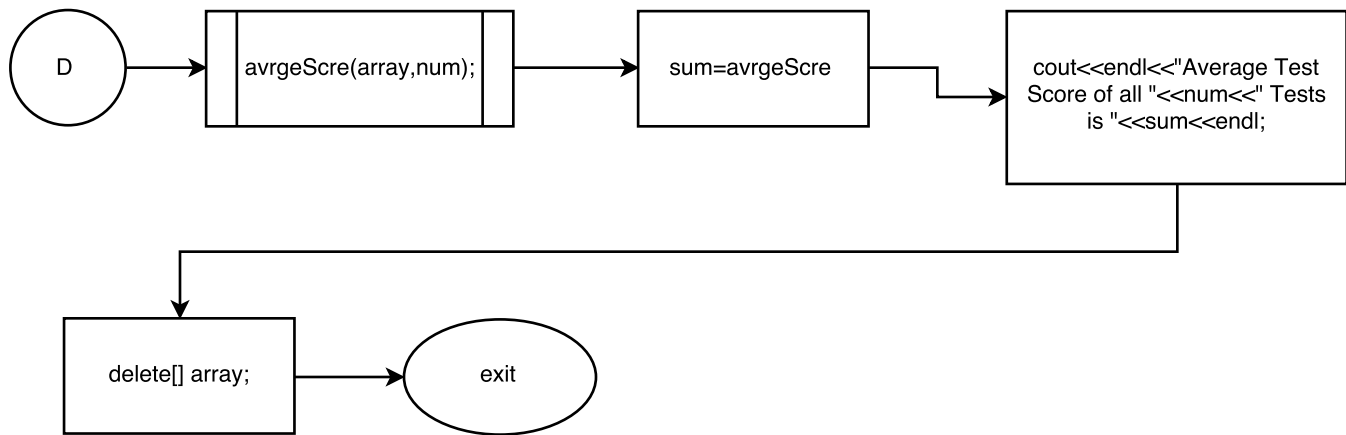 D
avrgeScre(array,num);
sum=avrgeScre
cout<<endl<<"Average Test
Score of all "<<num<<" Tests
is "<<sum<<endl;
delete[] array;
exit